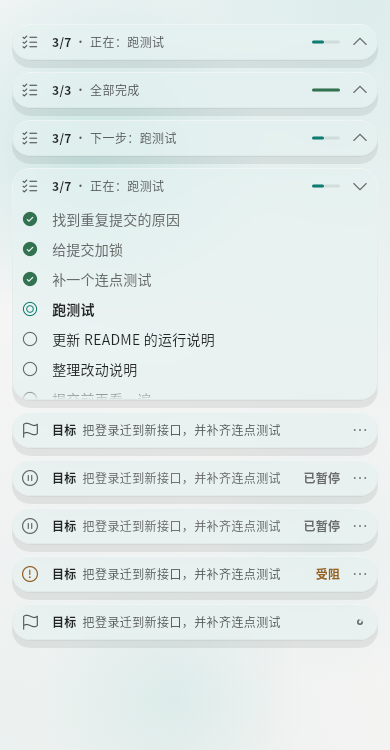 3/7 · 正在：跑测试
3/3 · 全部完成
3/7 · 下一步：跑测试
3/7 · 正在：跑测试
找到重复提交的原因
给提交加锁
补一个连点测试
跑测试
更新 README 的运行说明
整理改动说明
目标 把登录迁到新接口，并补齐连点测试
目标 把登录迁到新接口，并补齐连点测试 已暂停
目标 把登录迁到新接口，并补齐连点测试 已暂停
目标 把登录迁到新接口，并补齐连点测试 受阻
目标 把登录迁到新接口，并补齐连点测试